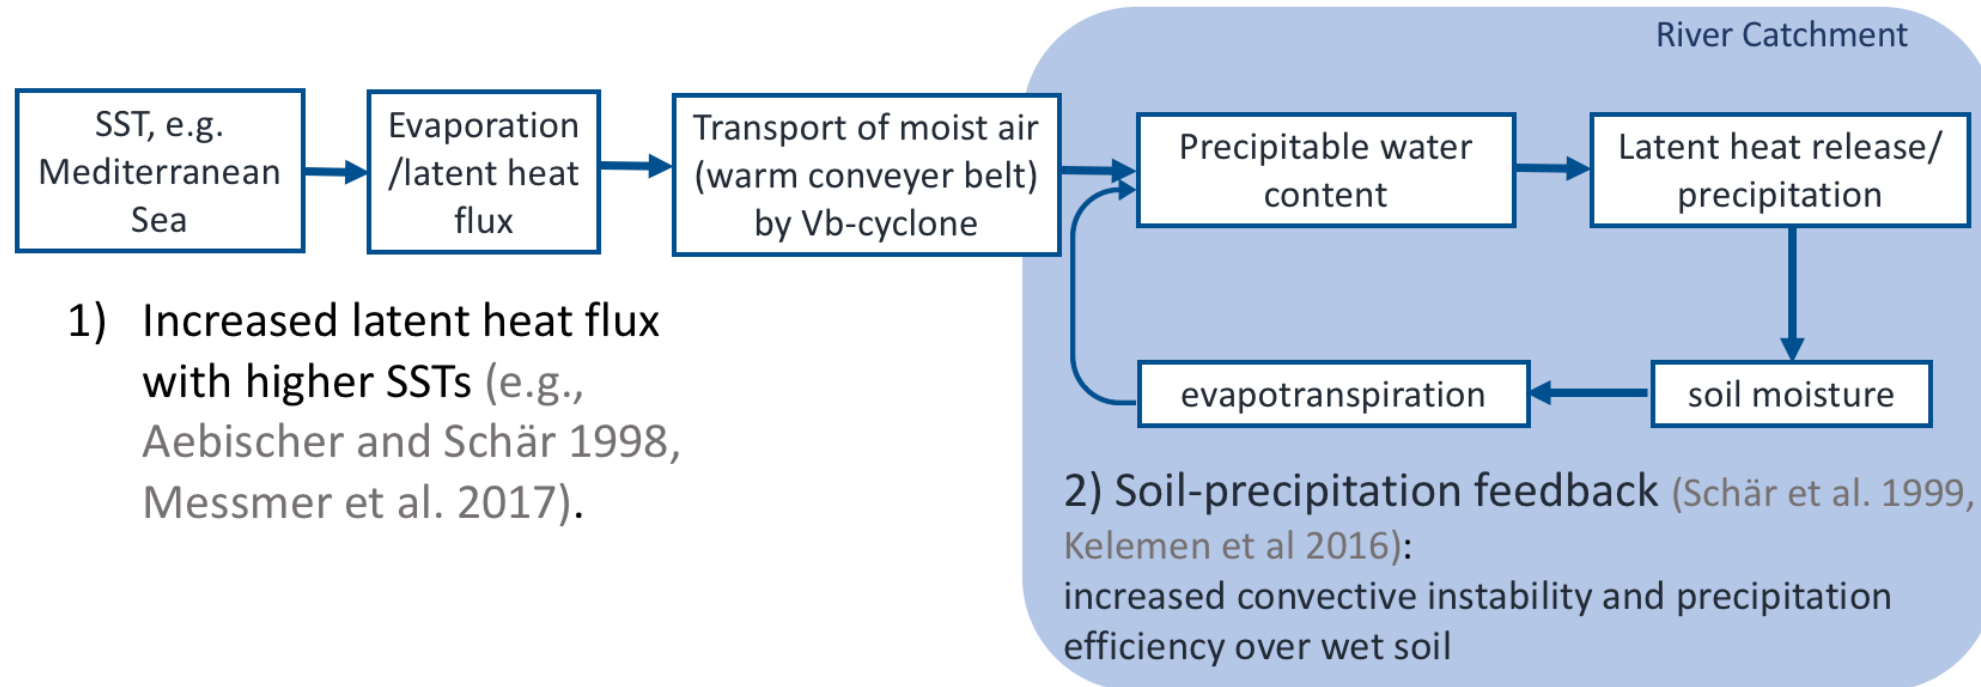 River Catchment
SST, e.g.
Mediterranean
Sea
Evaporation
/latent heat
flux
Transport of moist air
(warm conveyer belt)
by Vb-cyclone
Precipitable water
content
Latent heat release/
precipitation
evapotranspiration
soil moisture
1) Increased latent heat flux
with higher SSTs (e.g.,
Aebischer and Schär 1998,
Messmer et al. 2017).
2) Soil-precipitation feedback (Schär et al. 1999,
Kelemen et al 2016):
increased convective instability and precipitation
efficiency over wet soil